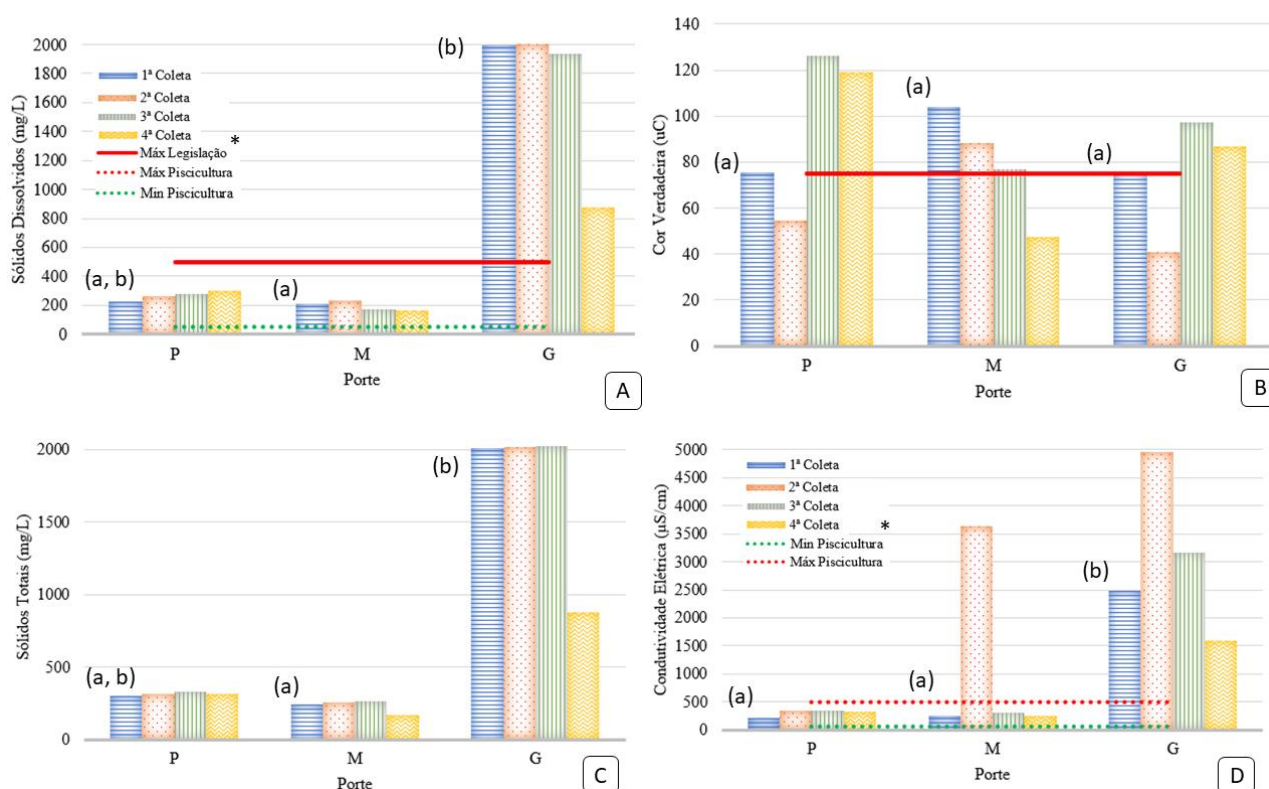 Sólidos Dissolvidos (mg/L)
2000
1800
1600
1400
1200
1000
800
600
400
200
0
1ª Coleta
2ª Coleta
3ª Coleta
4ª Coleta *
Máx Legislação
Máx Piscicultura
Min Piscicultura
(a, b)
(a)
(b)
P M G
Porte
A
Cor Verdadeira (uC)
140
120
100
80
60
40
20
0
(a)
(a)
(a)
P M G
Porte
B
Sólidos Totais (mg/L)
2000
1500
1000
500
0
(a, b)
(a)
(b)
P M G
Porte
C
Condutividade Elétrica (µS/cm)
5000
4500
4000
3500
3000
2500
2000
1500
1000
500
0
1ª Coleta
2ª Coleta
3ª Coleta
4ª Coleta *
Min Piscicultura
Máx Piscicultura
(a)
(a)
(b)
P M G
Porte
D